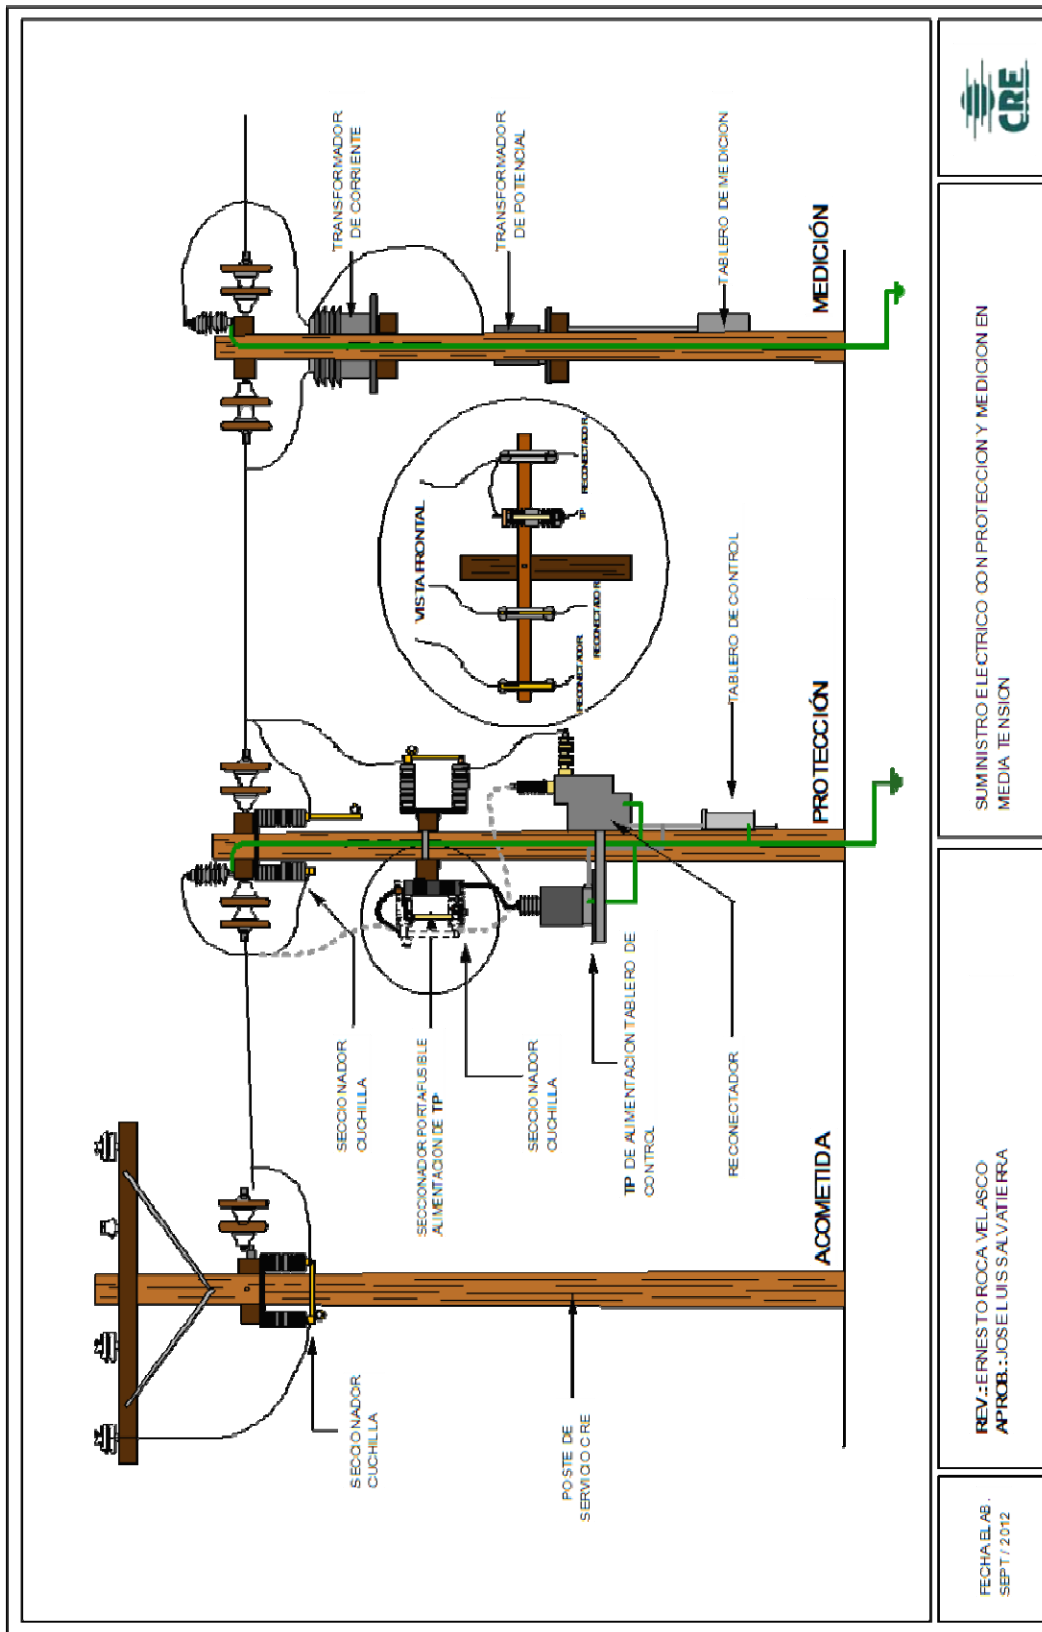 SECCIONADOR
CUCHILLA
POSTE DE
SERVICIO CRE
ACOMETIDA
SECCIONADOR
CUCHILLA
SECCIONADOR PORTAFUSIBLE
ALIMENTACION DE TP
SECCIONADOR
CUCHILLA
TP DE ALIMENTACION TABLERO DE
CONTROL
RECONECTADOR
PROTECCIÓN
TABLERO DE CONTROL
VISTA FRONTAL
RECONECTADOR
RECONECTADOR
TP
RECONECTADOR
TRANSFORMADOR
DE CORRIENTE
TRANSFORMADOR
DE POTENCIAL
TABLERO DE MEDICION
MEDICIÓN
FECHA ELAB.
SEPT / 2012
REV.: ERNESTO ROCA VELASCO
APROB.: JOSE LUIS SALVATIERRA
SUMINISTRO ELECTRICO CON PROTECCION Y MEDICION EN
MEDIA TENSION
CRE